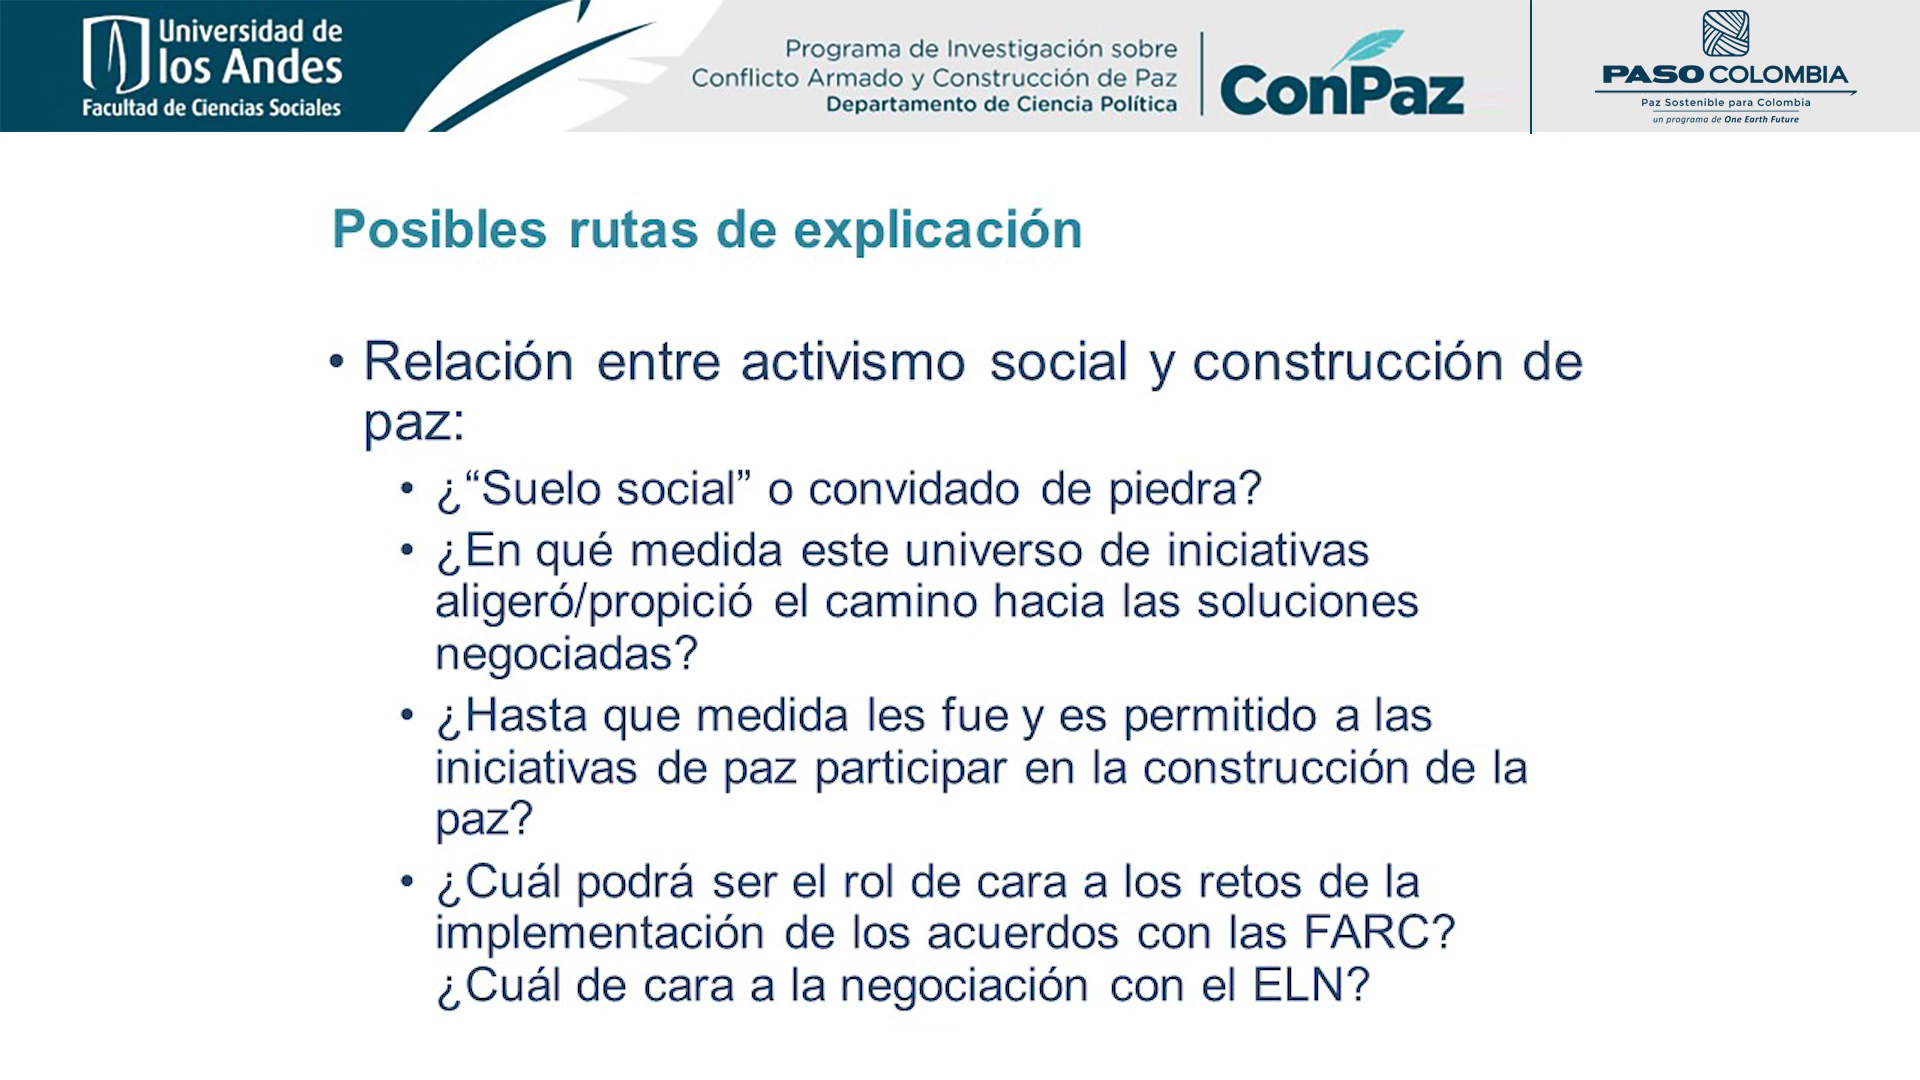 Universidad de
los Andes
Facultad de Ciencias Sociales
Programa de Investigación sobre
Conflicto Armado y Construcción de Paz
Departamento de Ciencia Política
ConPaz
PASO COLOMBIA
Paz Sostenible para Colombia
un programa de One Earth Future
Posibles rutas de explicación
• Relación entre activismo social y construcción de
paz:
• ¿“Suelo social” o convidado de piedra?
• ¿En qué medida este universo de iniciativas
aligeró/propició el camino hacia las soluciones
negociadas?
• ¿Hasta que medida les fue y es permitido a las
iniciativas de paz participar en la construcción de la
paz?
• ¿Cuál podrá ser el rol de cara a los retos de la
implementación de los acuerdos con las FARC?
¿Cuál de cara a la negociación con el ELN?